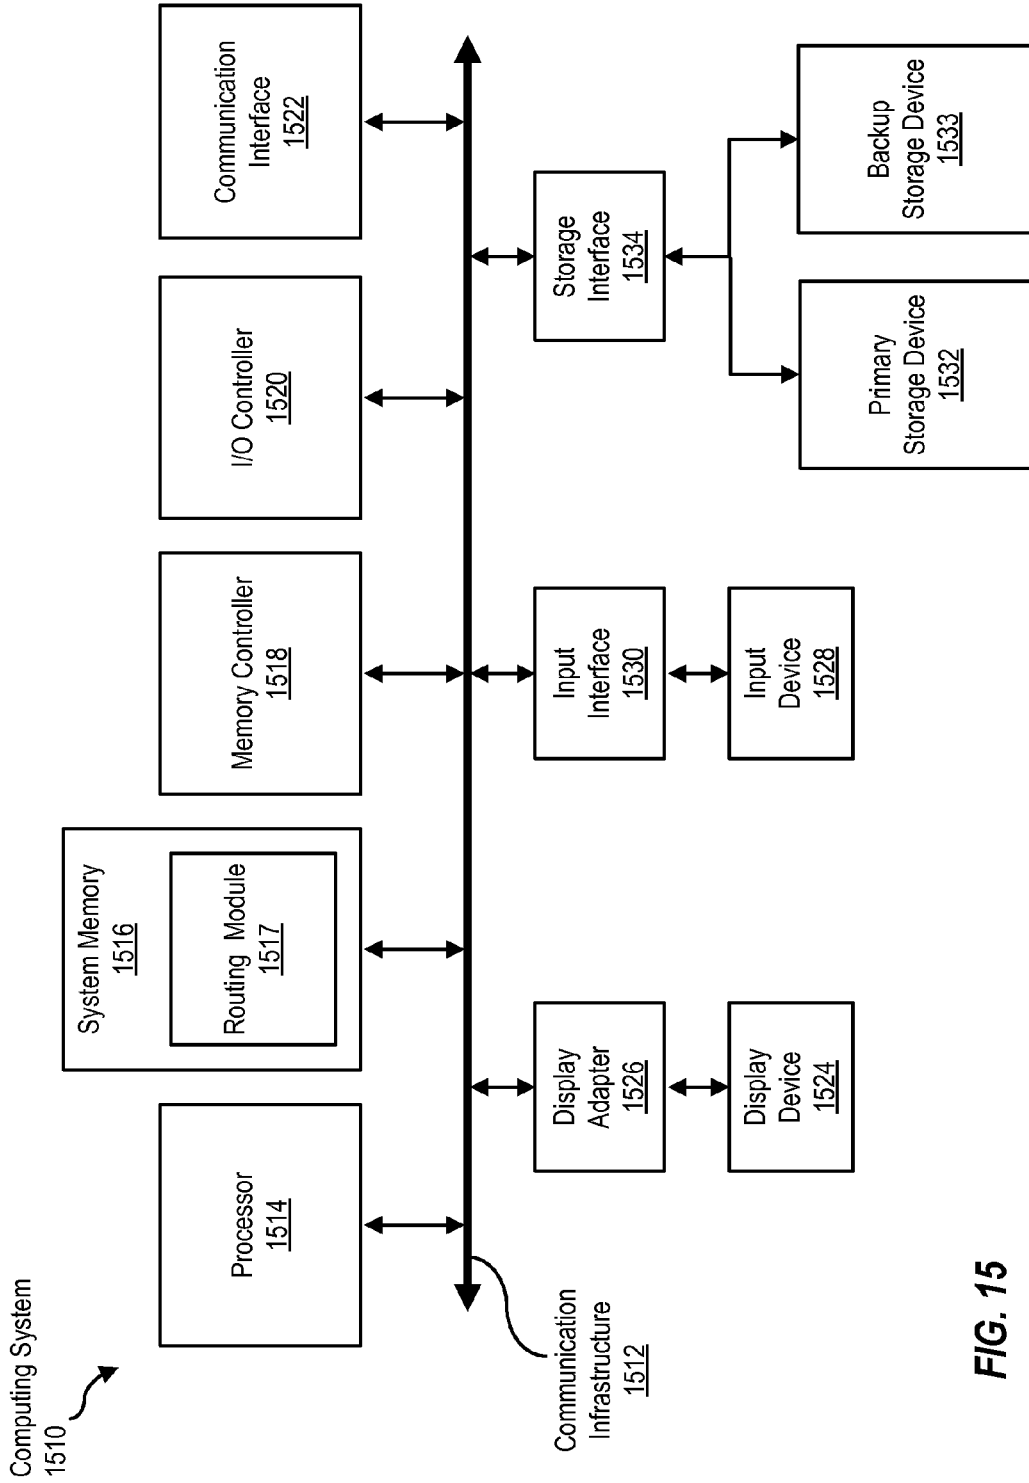 Computing System
1510
Processor
1514
System Memory
1516
Routing Module
1517
Memory Controller
1518
I/O Controller
1520
Communication
Interface
1522
Communication
Infrastructure
1512
Display
Adapter
1526
Input
Interface
1530
Storage
Interface
1534
Display
Device
1524
Input
Device
1528
Primary
Storage Device
1532
Backup
Storage Device
1533
FIG. 15